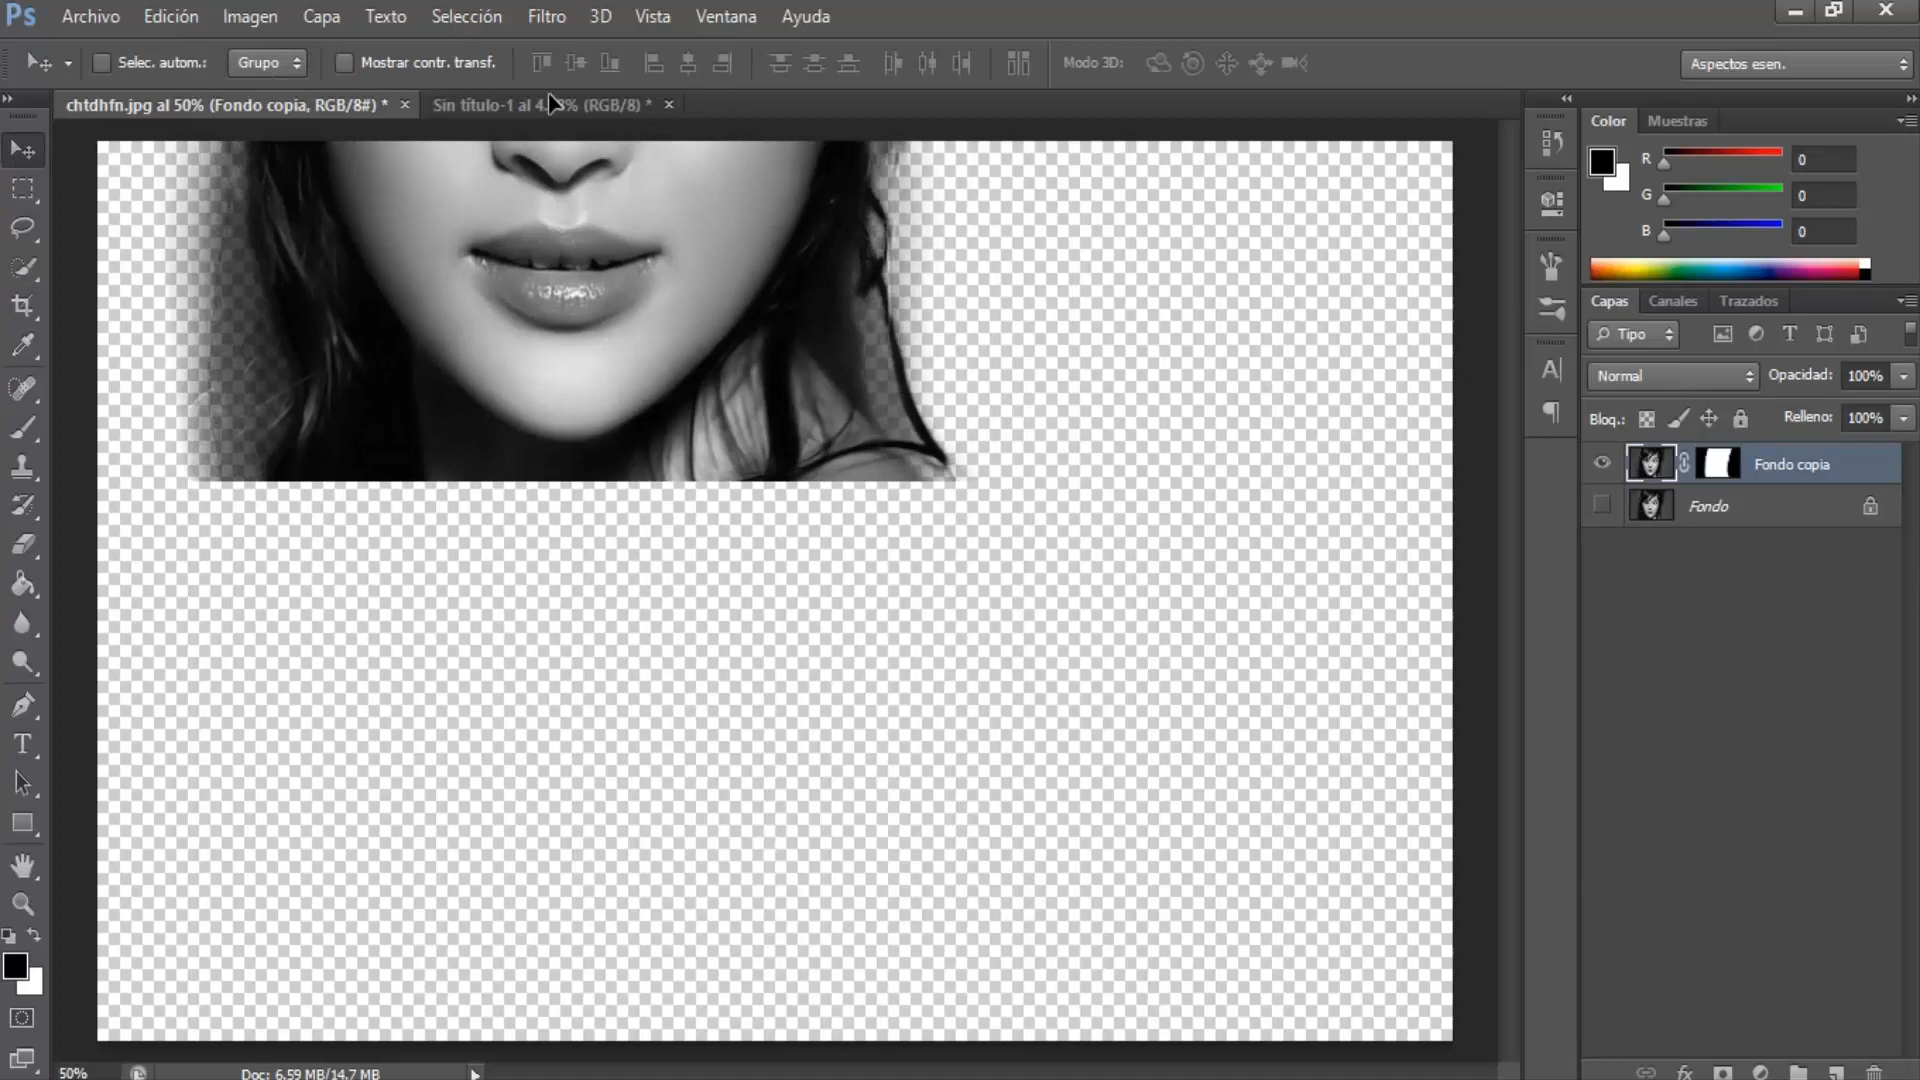 Ps Archivo Edición Imagen Capa Texto Selección Filtro 3D Vista Ventana Ayuda
Selec. autom.: Grupo Mostrar contr. transf. Modo 3D: Aspectos esen.
chtdhfn.jpg al 50% (Fondo copia, RGB/8#) * Sin título-1 al (RGB/8) *
Color Muestras
R 0
G 0
B 0
Capas Canales Trazados
Tipo
Normal Opacidad: 100%
Bloq.: Relleno: 100%
Fondo copia
Fondo
50% Doc: 6.59 MB/14.7 MB